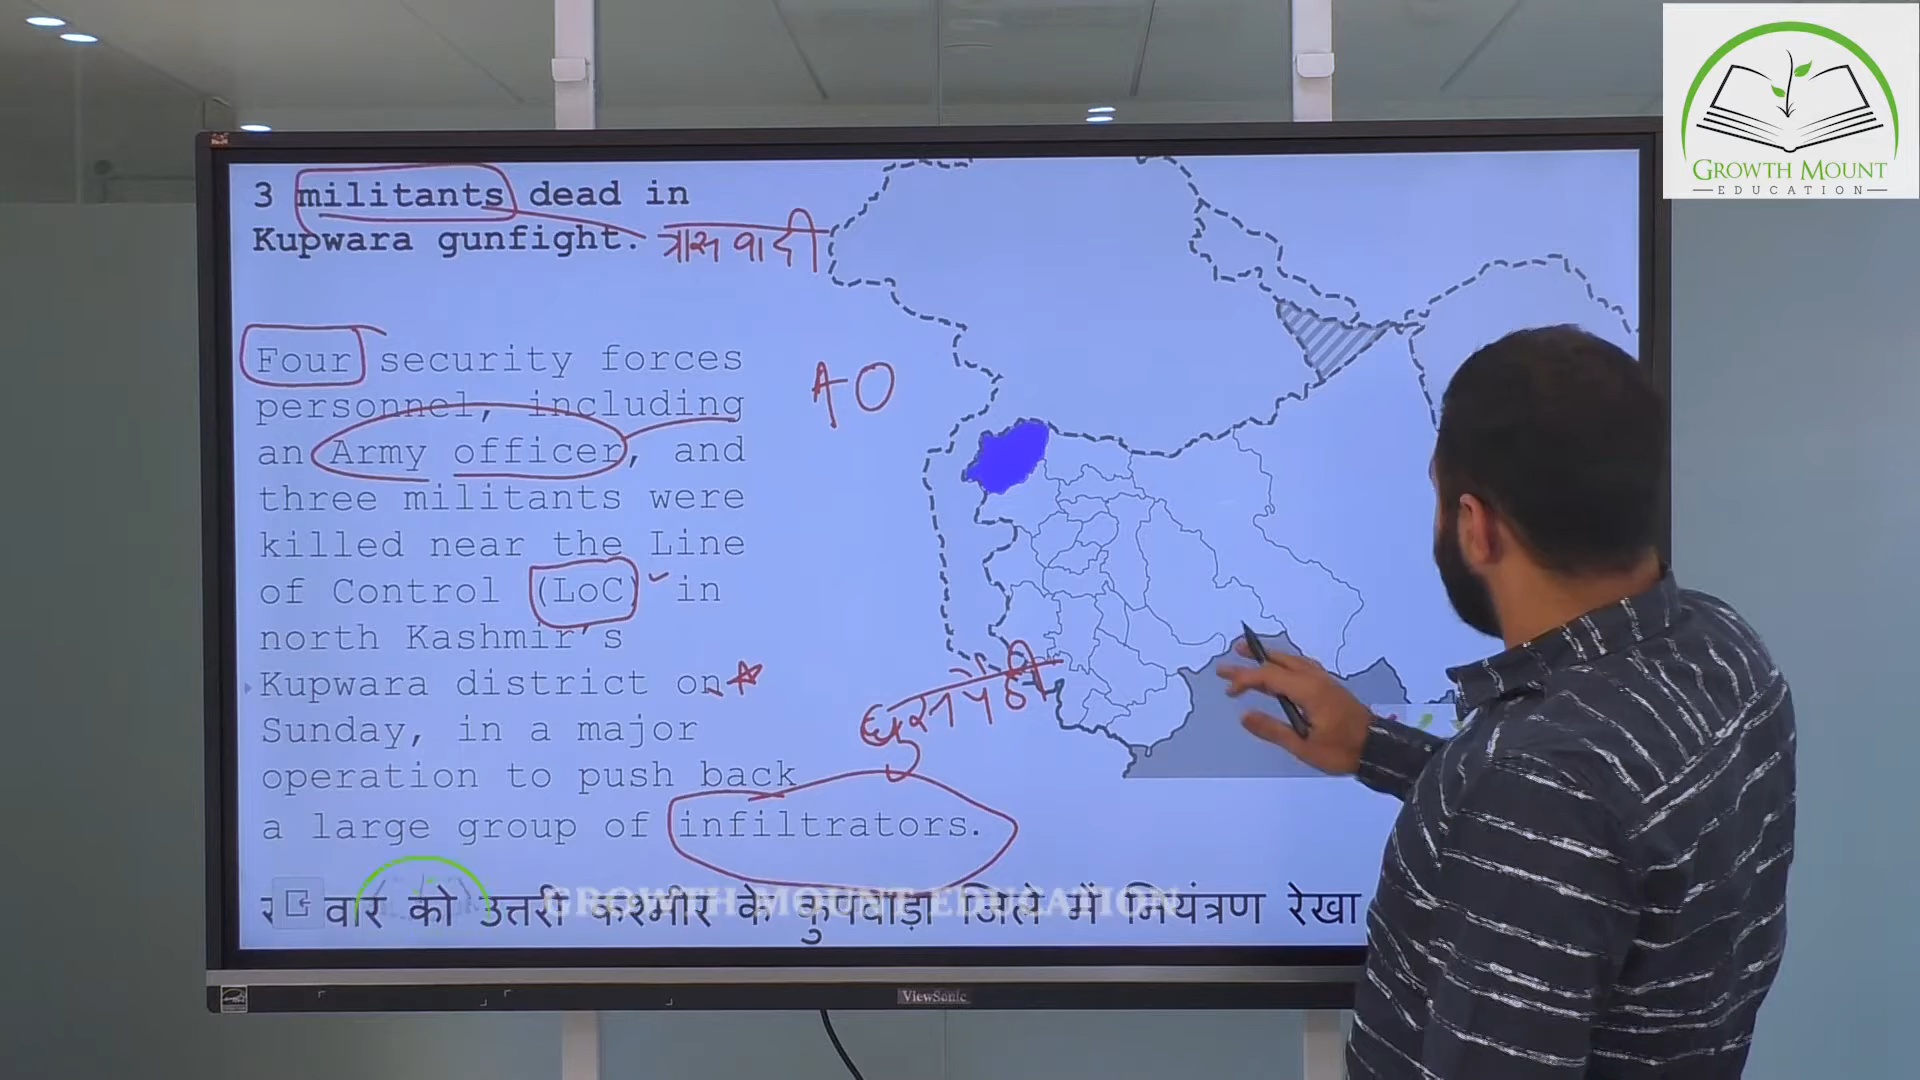 GROWTH MOUNT
EDUCATION
3 militants dead in
Kupwara gunfight.
त्रासवादी
Four security forces
personnel, including
an Army officer, and
three militants were
killed near the Line
of Control (LoC) in
north Kashmir's
Kupwara district on
Sunday, in a major
operation to push back
a large group of infiltrators.
AO
घुसपैठी
वार को उत्तरी कश्मीर के कुपवाड़ा जिले में नियंत्रण रेखा
GROWTH MOUNT EDUCATION
ViewSonic